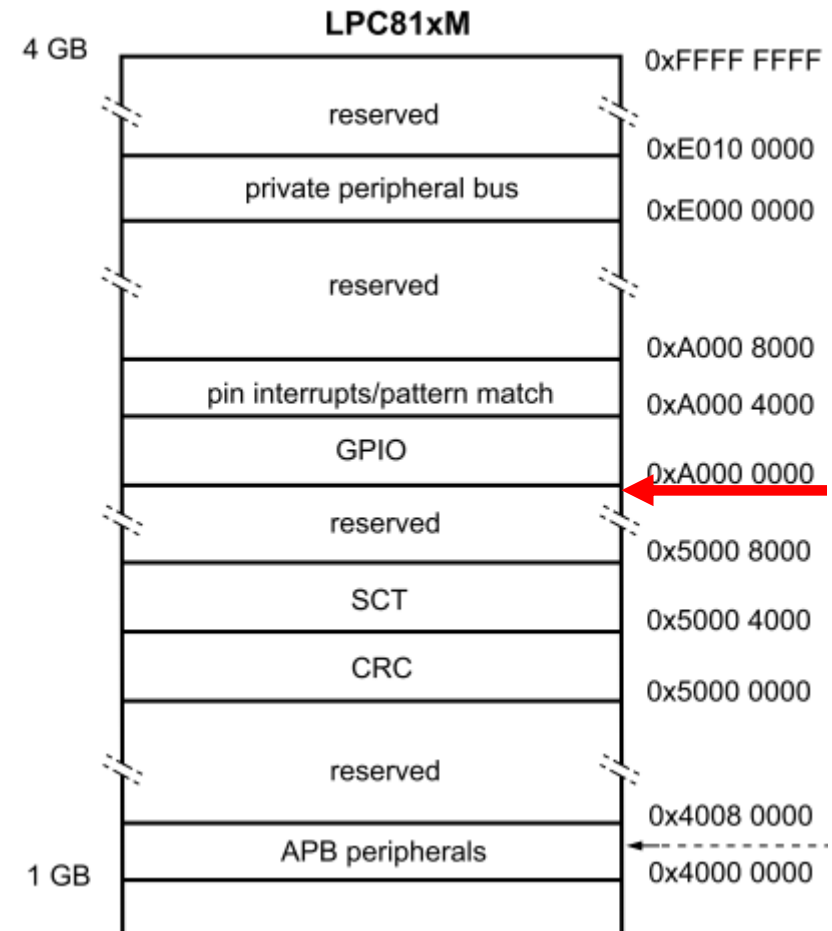 LPC81xM
4 GB
0xFFFF FFFF
reserved
0xE010 0000
private peripheral bus
0xE000 0000
reserved
0xA000 8000
pin interrupts/pattern match
0xA000 4000
GPIO
0xA000 0000
reserved
0x5000 8000
SCT
0x5000 4000
CRC
0x5000 0000
reserved
0x4008 0000
APB peripherals
1 GB
0x4000 0000